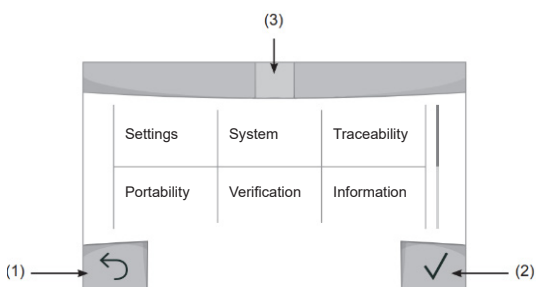 (3)
Settings System Traceability
Portability Verification Information
(1) (2)